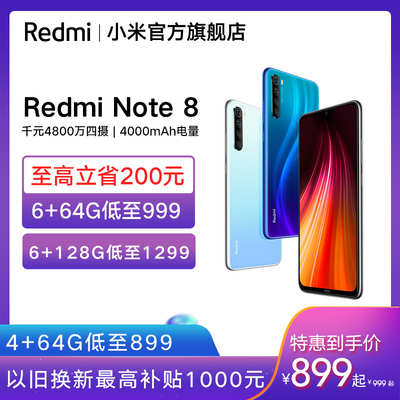 Redmi | 小米官方旗舰店
Redmi Note 8
千元4800万四摄 | 4000mAh电量
至高立省200元
6+64G低至999
6+128G低至1299
Redmi
Redmi
4+64G低至899
特惠到手价
以旧换新最高补贴1000元
¥899起
¥999 起